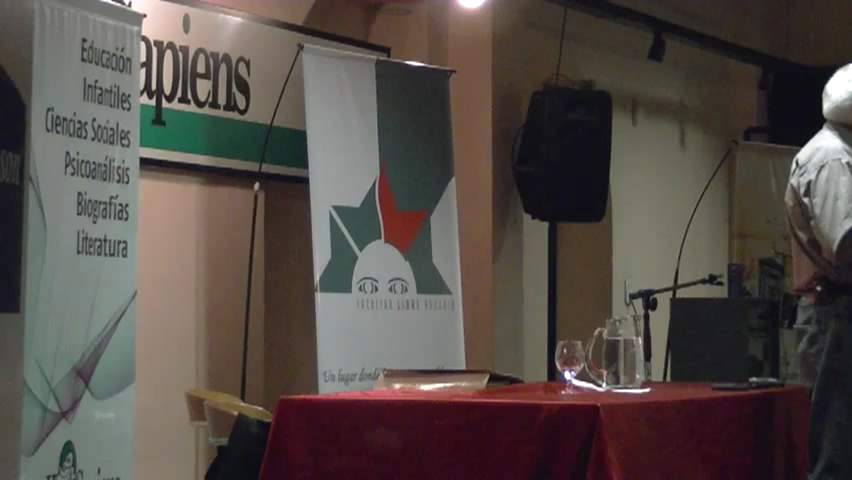 Educación
Infantiles
Ciencias Sociales
Psicoanálisis
Biografías
Literatura
apiens
FACULTAD LIBRE ROSARIO
Un lugar donde